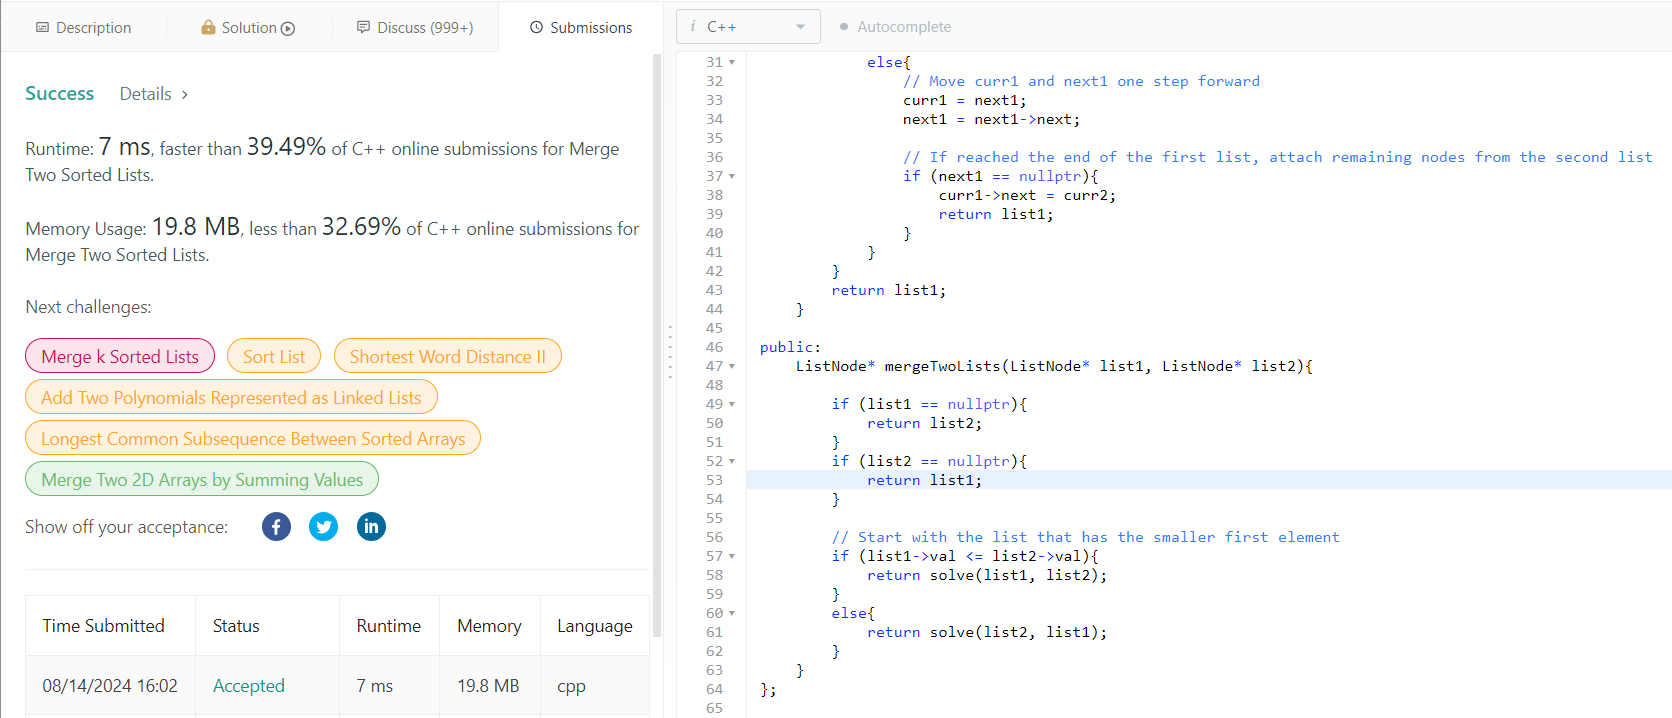 Description
Solution
Discuss (999+)
Submissions
Success Details >
Runtime: 7 ms, faster than 39.49% of C++ online submissions for Merge
Two Sorted Lists.
Memory Usage: 19.8 MB, less than 32.69% of C++ online submissions for
Merge Two Sorted Lists.
Next challenges:
Merge k Sorted Lists
Sort List
Shortest Word Distance II
Add Two Polynomials Represented as Linked Lists
Longest Common Subsequence Between Sorted Arrays
Merge Two 2D Arrays by Summing Values
Show off your acceptance:
Time Submitted Status Runtime Memory Language
08/14/2024 16:02 Accepted 7 ms 19.8 MB cpp
i C++
Autocomplete
31 else{
32 // Move curr1 and next1 one step forward
33 curr1 = next1;
34 next1 = next1->next;
35
36 // If reached the end of the first list, attach remaining nodes from the second list
37 if (next1 == nullptr){
38 curr1->next = curr2;
39 return list1;
40 }
41 }
42 }
43 return list1;
44 }
45
46 public:
47 ListNode* mergeTwoLists(ListNode* list1, ListNode* list2){
48
49 if (list1 == nullptr){
50 return list2;
51 }
52 if (list2 == nullptr){
53 return list1;
54 }
55
56 // Start with the list that has the smaller first element
57 if (list1->val <= list2->val){
58 return solve(list1, list2);
59 }
60 else{
61 return solve(list2, list1);
62 }
63 }
64 };
65